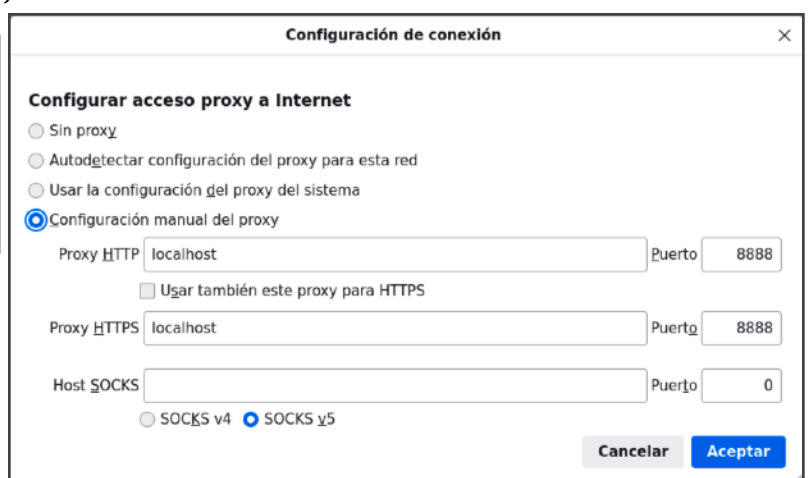 Configuración de conexión
Configurar acceso proxy a Internet
Sin proxy
Autodetectar configuración del proxy para esta red
Usar la configuración del proxy del sistema
Configuración manual del proxy
Proxy HTTP localhost Puerto 8888
Usar también este proxy para HTTPS
Proxy HTTPS localhost Puerto 8888
Host SOCKS Puerto 0
SOCKS v4 SOCKS v5
Cancelar Aceptar